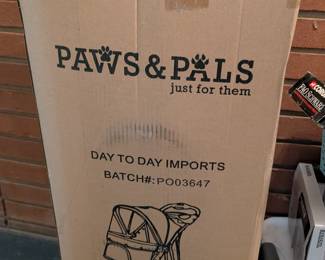 PAWS & PALS
just for them
DAY TO DAY IMPORTS
BATCH#: PO03647